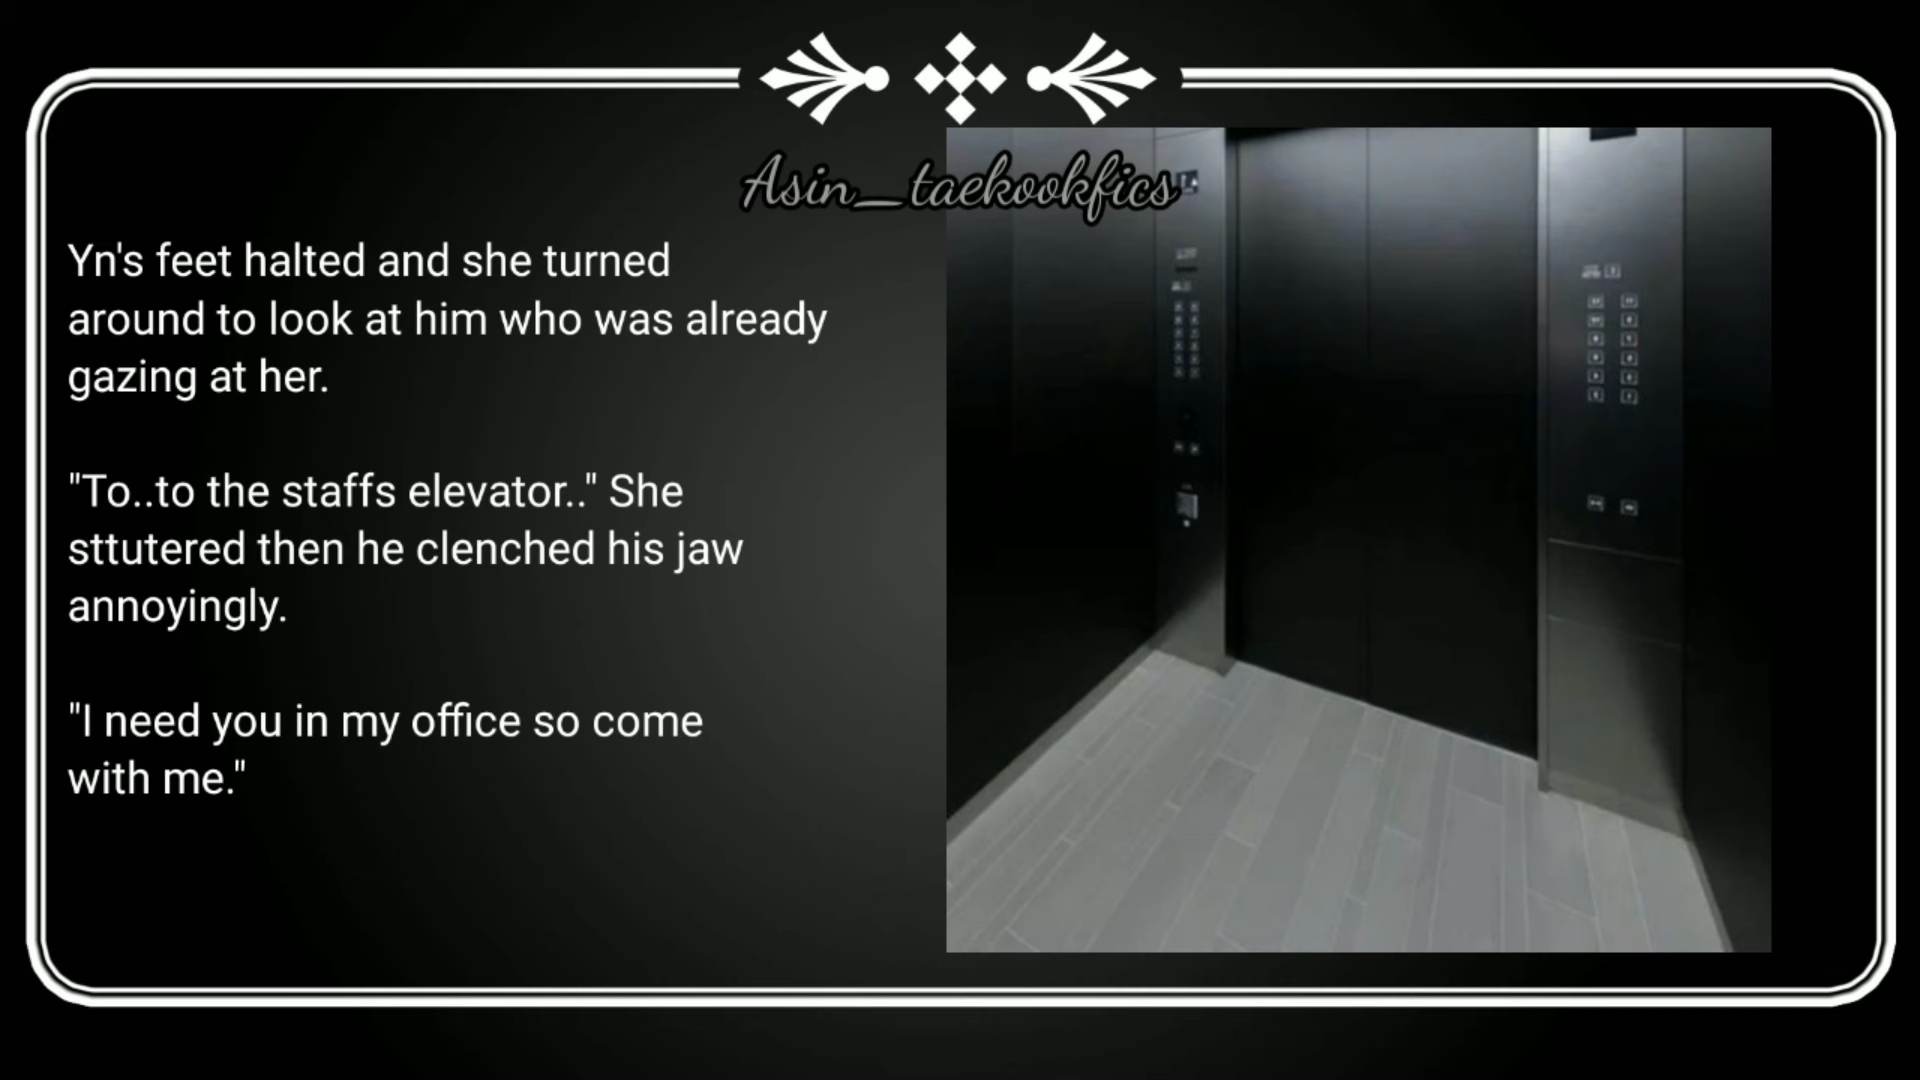 Asin_taekookfics
Yn's feet halted and she turned
around to look at him who was already
gazing at her.
"To..to the staffs elevator.." She
sttutered then he clenched his jaw
annoyingly.
"I need you in my office so come
with me."